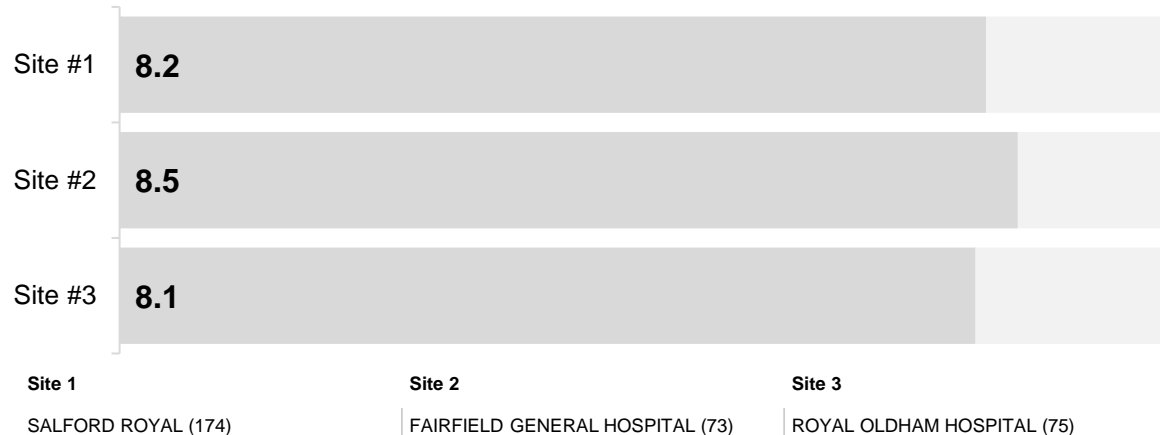 Site #1 8.2
Site #2 8.5
Site #3 8.1
Site 1 Site 2 Site 3
SALFORD ROYAL (174) FAIRFIELD GENERAL HOSPITAL (73) ROYAL OLDHAM HOSPITAL (75)